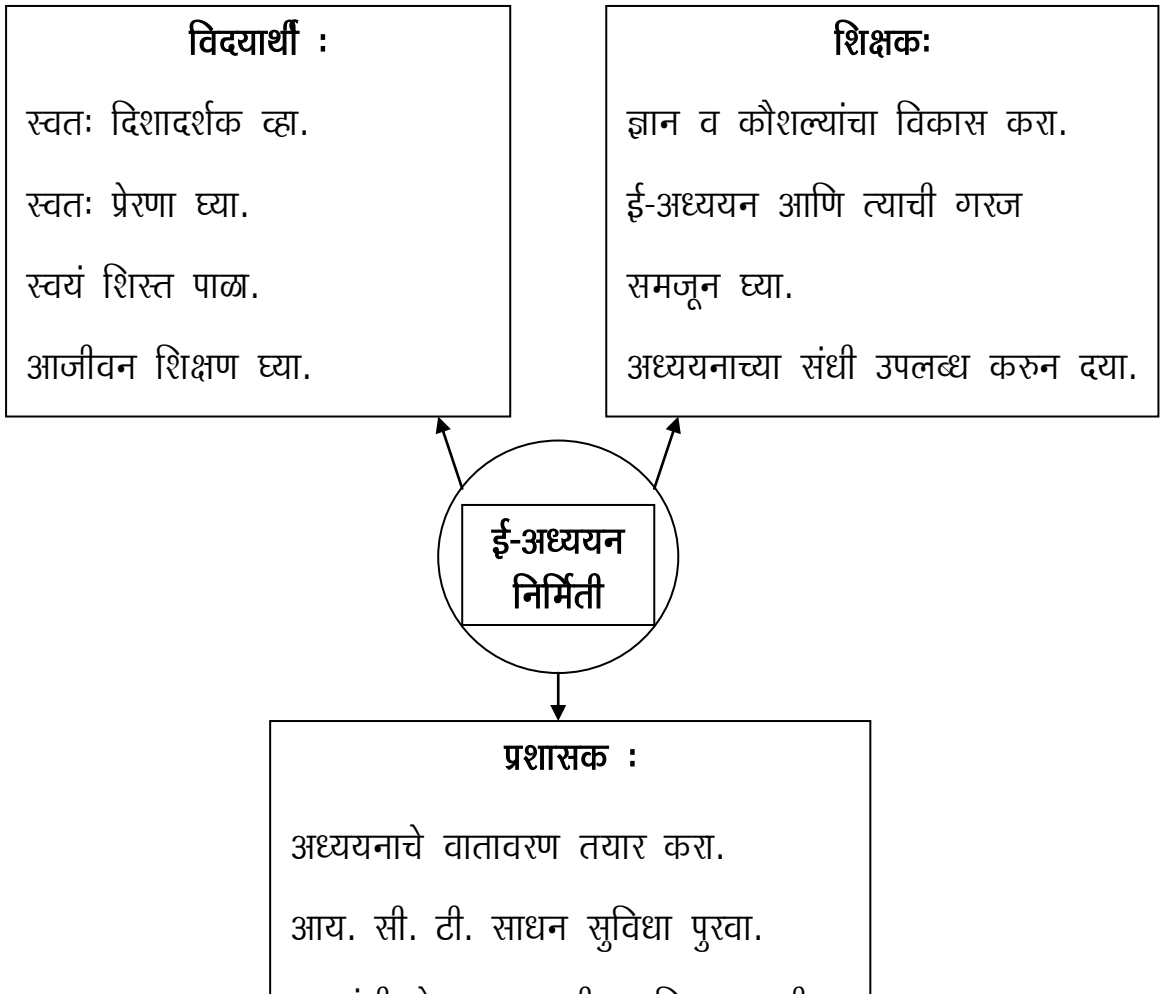 विदयार्थी :
स्वतः दिशादर्शक व्हा.
स्वतः प्रेरणा घ्या.
स्वयं शिस्त पाळा.
आजीवन शिक्षण घ्या.
शिक्षकः
ज्ञान व कौशल्यांचा विकास करा.
ई-अध्ययन आणि त्याची गरज
समजून घ्या.
अध्ययनाच्या संधी उपलब्ध करुन दया.
ई-अध्ययन
निर्मिती
प्रशासक :
अध्ययनाचे वातावरण तयार करा.
आय. सी. टी. साधन सुविधा पुरवा.